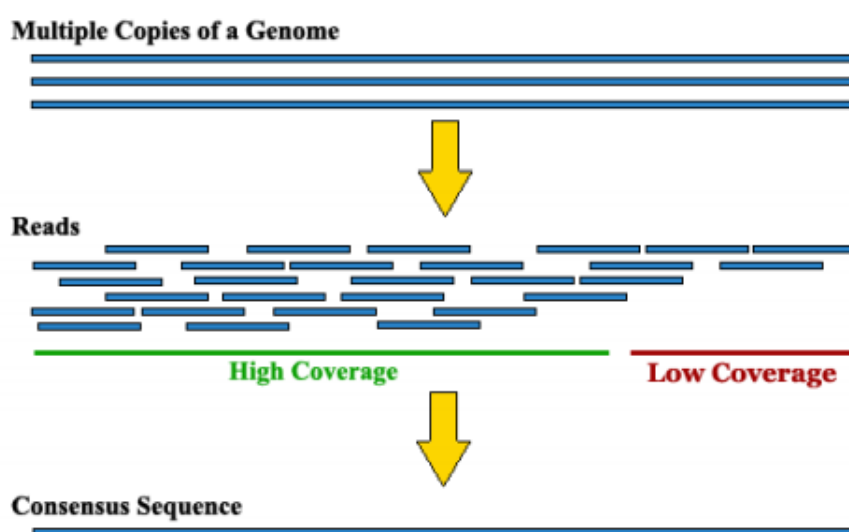 Multiple Copies of a Genome
Reads
High Coverage
Low Coverage
Consensus Sequence